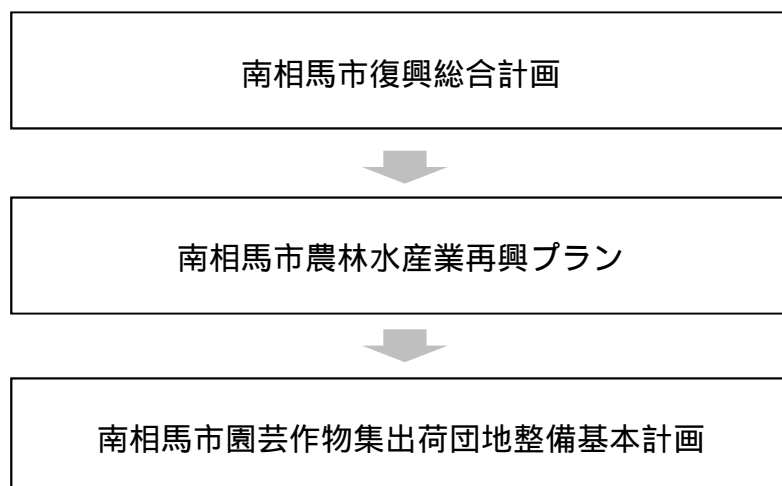 南相馬市復興総合計画
南相馬市農林水産業再興プラン
南相馬市園芸作物集出荷団地整備基本計画